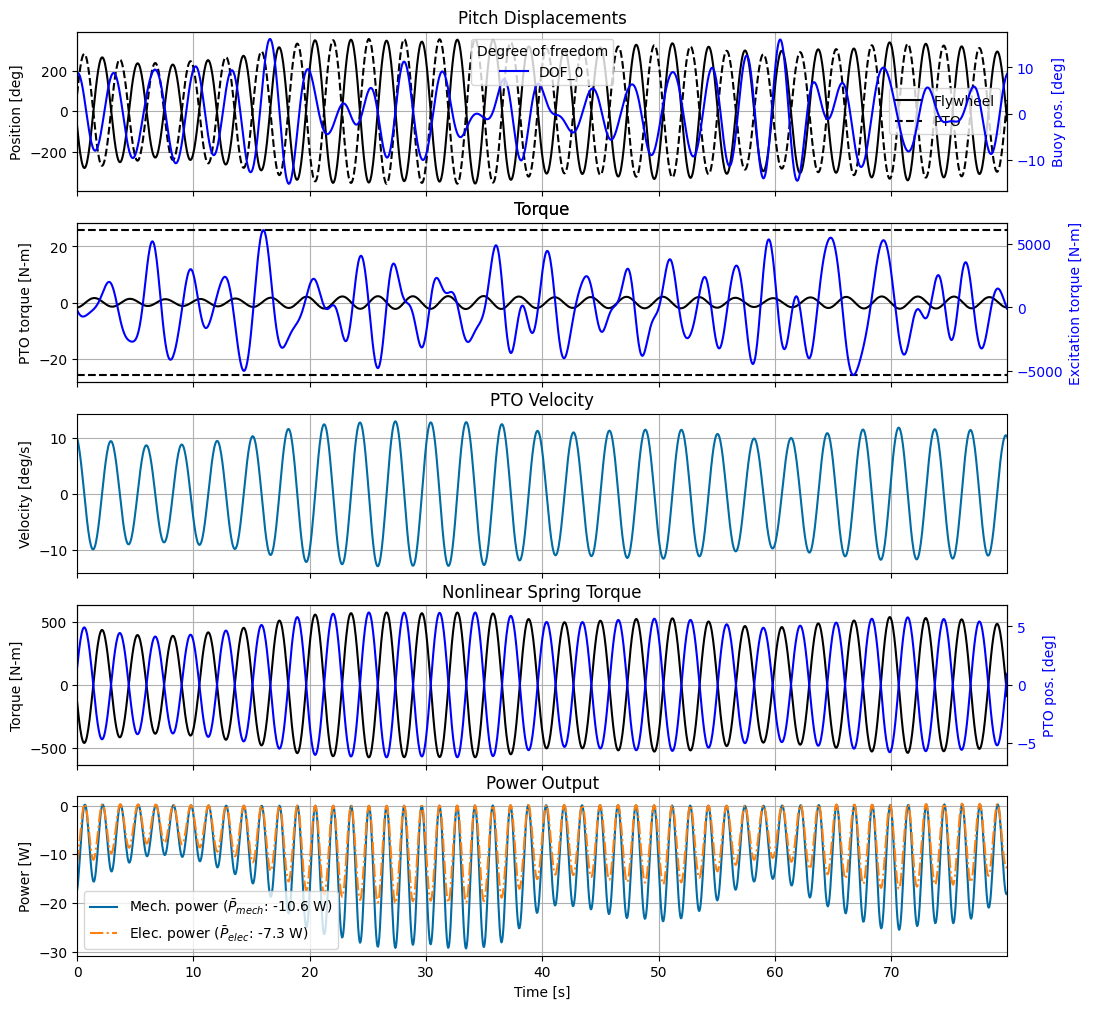 Pitch Displacements
Position [deg]
200
0
−200
Degree of freedom
DOF_0
Flywheel
PTO
10
0
−10
Buoy pos. [deg]
Torque
PTO torque [N-m]
20
0
−20
5000
0
−5000
Excitation torque [N-m]
PTO Velocity
Velocity [deg/s]
10
0
−10
Nonlinear Spring Torque
Torque [N-m]
500
0
−500
5
0
−5
PTO pos. [deg]
Power Output
Power [W]
0
−10
−20
−30
Mech. power (P̄mech: -10.6 W)
Elec. power (P̄elec: -7.3 W)
0 10 20 30 40 50 60 70
Time [s]